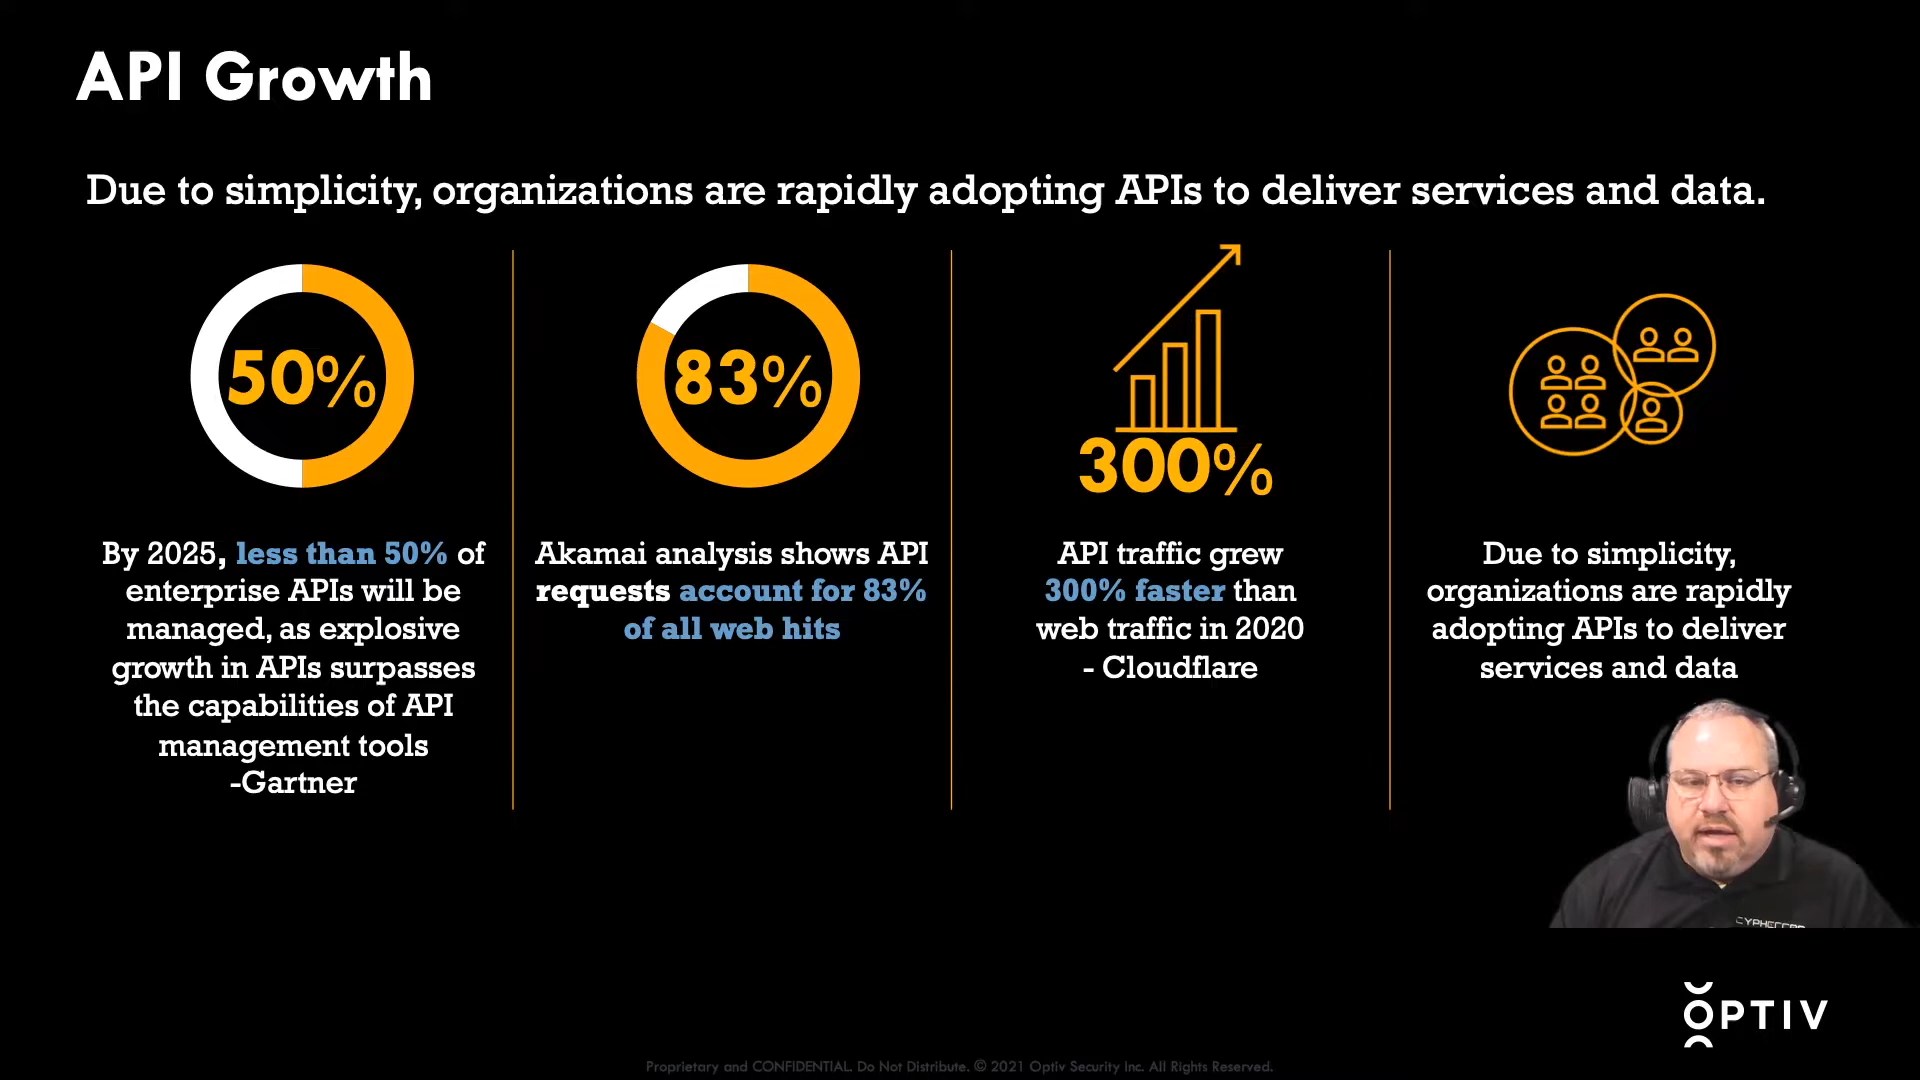 API Growth
Due to simplicity, organizations are rapidly adopting APIs to deliver services and data.
50%
By 2025, less than 50% of
enterprise APIs will be
managed, as explosive
growth in APIs surpasses
the capabilities of API
management tools
-Gartner
83%
Akamai analysis shows API
requests account for 83%
of all web hits
300%
API traffic grew
300% faster than
web traffic in 2020
- Cloudflare
Due to simplicity,
organizations are rapidly
adopting APIs to deliver
services and data
OPTIV
Proprietary and CONFIDENTIAL. Do Not Distribute. © 2021 Optiv Security Inc. All Rights Reserved.